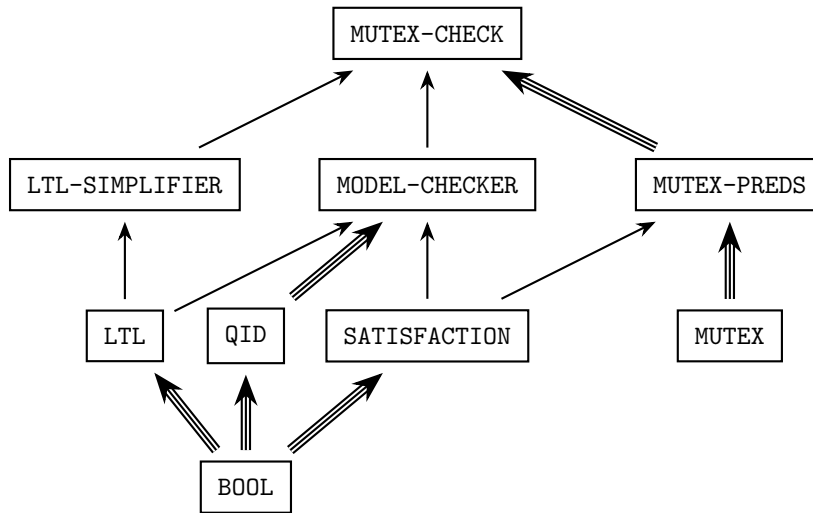 MUTEX-CHECK
LTL-SIMPLIFIER MODEL-CHECKER MUTEX-PREDS
LTL QID SATISFACTION MUTEX
BOOL